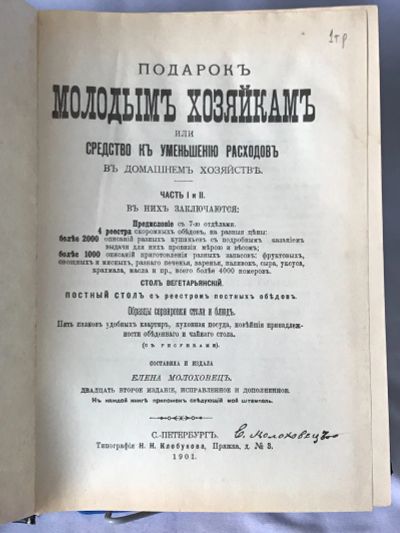 1 т р
ПОДАРОКЪ
МОЛОДЫМЪ ХОЗЯЙКАМЪ
ИЛИ
СРЕДСТВО КЪ УМЕНЬШЕНІЮ РАСХОДОВЪ
ВЪ ДОМАШНЕМЪ ХОЗЯЙСТВѢ.
ЧАСТЬ I и II.
ВЪ НИХЪ ЗАКЛЮЧАЮТСЯ:
Предисловіе съ 7-ю отдѣлами.
4 реестра скоромныхъ обѣдовъ, на разныя цѣны:
болѣе 2000 описаній разныхъ кушаньевъ съ подробнымъ казаніемъ
выдачи для нихъ провизіи мѣрою и вѣсомъ;
болѣе 1000 описаній приготовленія разныхъ запасовъ: фруктовыхъ,
овощныхъ и мясныхъ, разнаго печенья, варенья, наливокъ, сыра, уксуса,
крахмала, масла и пр., всего болѣе 4000 номеровъ.
СТОЛЪ ВЕГЕТАРЬЯНСКІЙ.
ПОСТНЫЙ СТОЛЪ съ реестромъ постныхъ обѣдовъ.
Образцы сервировки стола и блюдъ.
Пять плановъ удобныхъ квартиръ, кухонная посуда, новѣйшія принадлеж-
ности обѣденнаго и чайнаго стола.
(СЪ РИСУНКАМИ).
СОСТАВИЛА И ИЗДАЛА
ЕЛЕНА МОЛОХОВЕЦЪ.
ДВАДЦАТЬ ВТОРОЕ ИЗДАНІЕ, ИСПРАВЛЕННОЕ И ДОПОЛНЕННОЕ.
Къ каждой книгѣ приложенъ слѣдующій мой штемпель.
С.-ПЕТЕРБУРГЪ. Е. Молоховецъ
Типографія Н. Н. Клобукова, Пряжка, д. № 3.
1901.